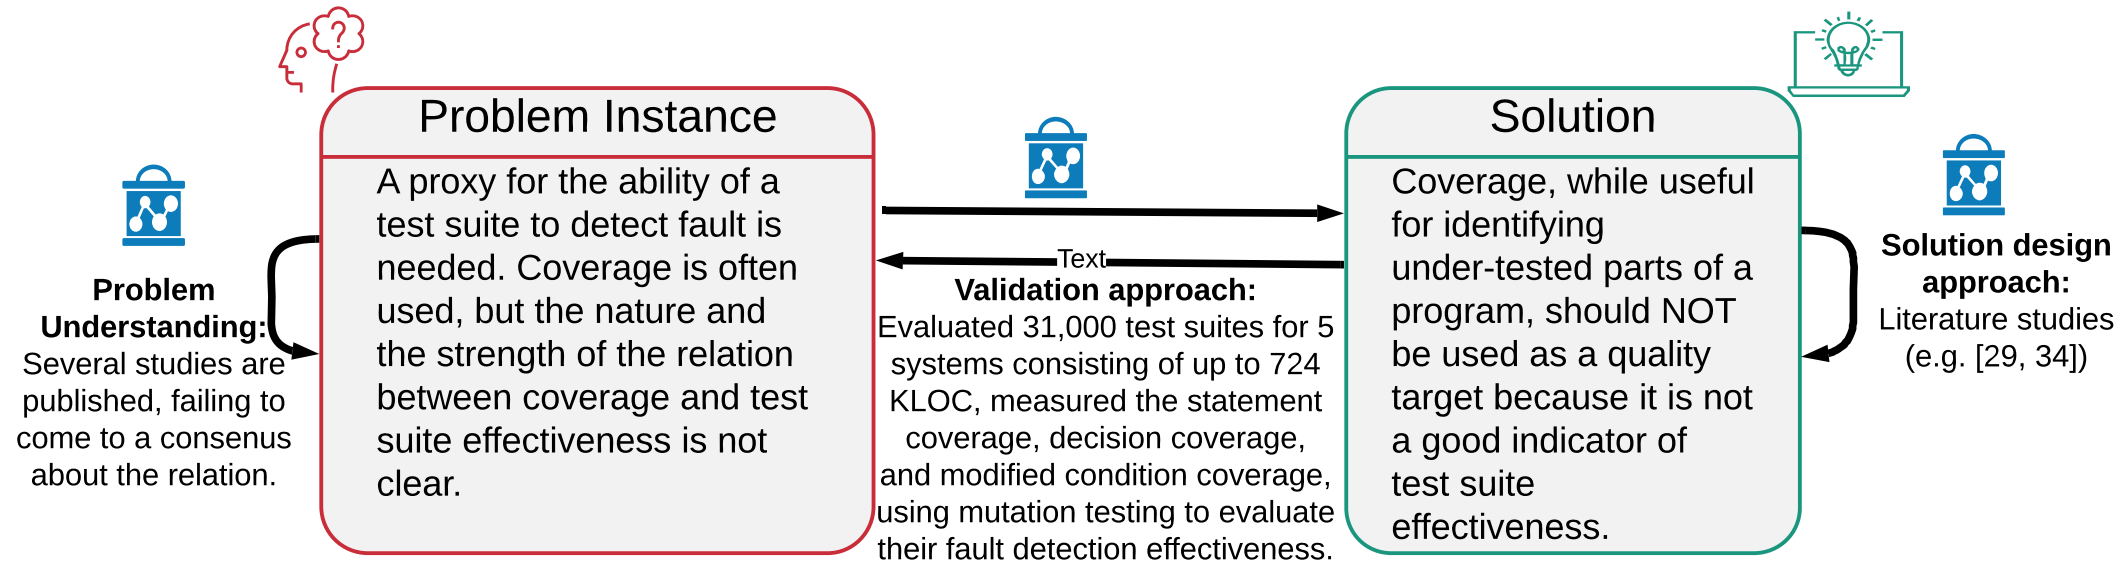 Problem Instance
A proxy for the ability of a
test suite to detect fault is
needed. Coverage is often
used, but the nature and
the strength of the relation
between coverage and test
suite effectiveness is not
clear.
Problem
Understanding:
Several studies are
published, failing to
come to a consenus
about the relation.
Text
Validation approach:
Evaluated 31,000 test suites for 5
systems consisting of up to 724
KLOC, measured the statement
coverage, decision coverage,
and modified condition coverage,
using mutation testing to evaluate
their fault detection effectiveness.
Solution
Coverage, while useful
for identifying
under-tested parts of a
program, should NOT
be used as a quality
target because it is not
a good indicator of
test suite
effectiveness.
Solution design
approach:
Literature studies
(e.g. [29, 34])
?